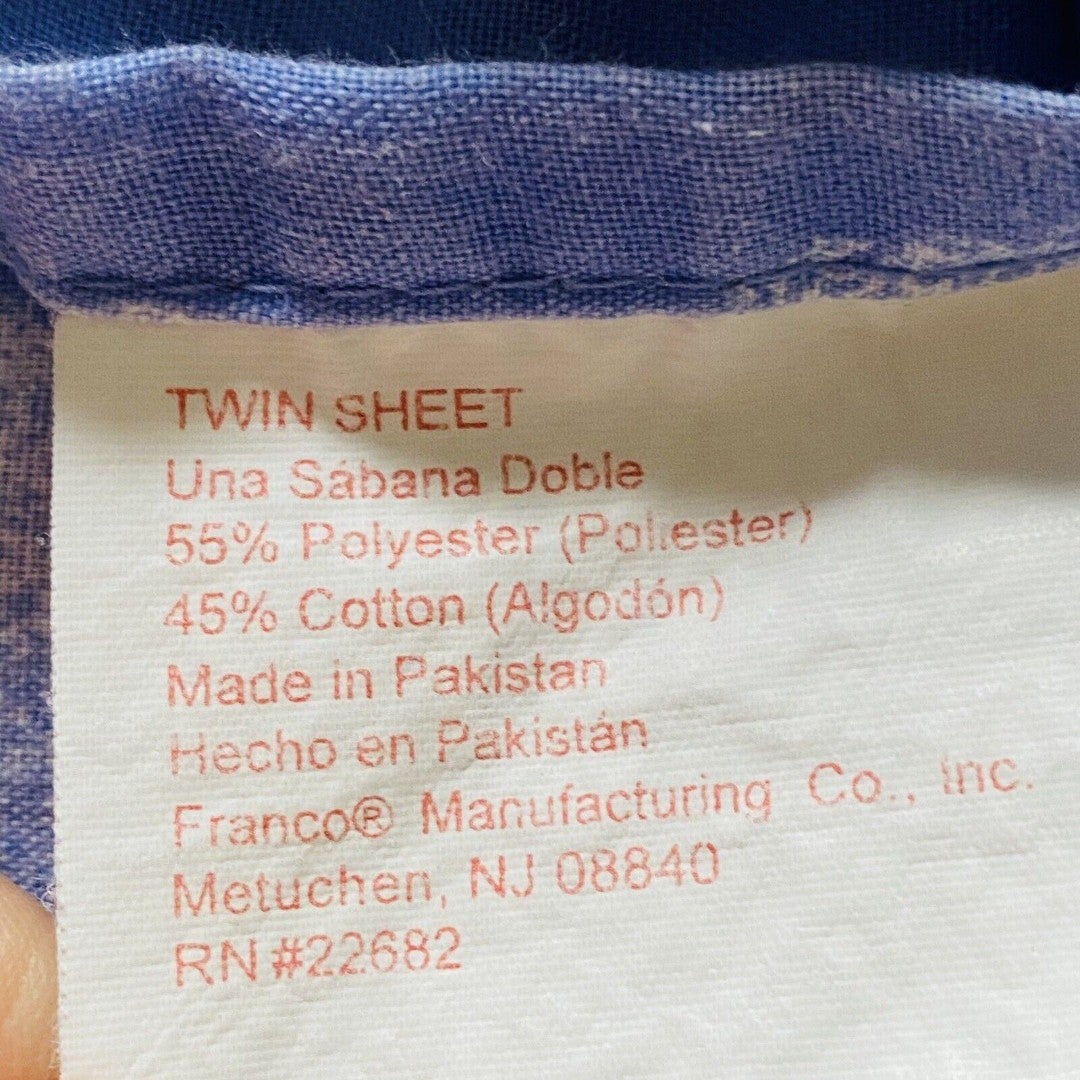 TWIN SHEET
Una Sábana Doble
55% Polyester (Poliester)
45% Cotton (Algodón)
Made in Pakistan
Hecho en Pakistán
Franco® Manufacturing Co., Inc.
Metuchen, NJ 08840
RN #22682